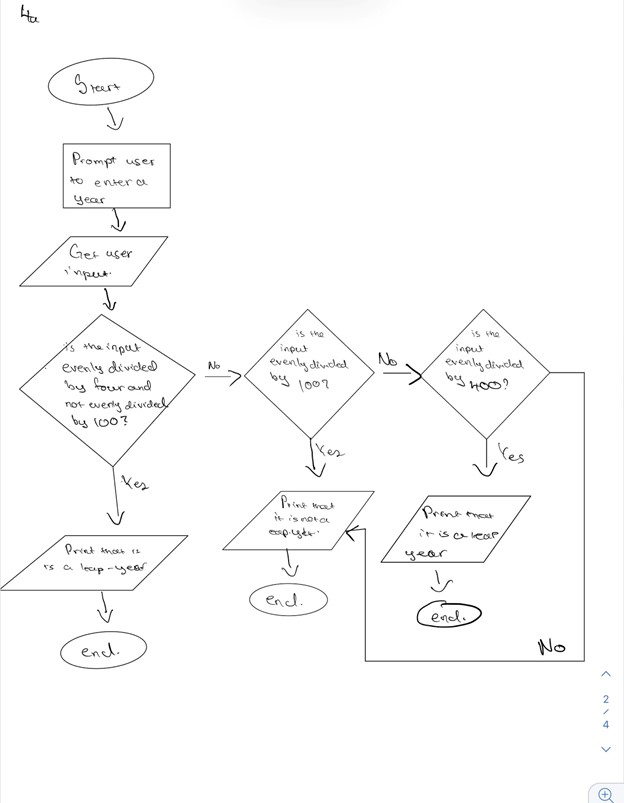 4a
Start
Prompt user
to enter a
year
Get user
input.
is the input
evenly divided
by four and
not evenly divided
by 100?
No
is the
input
evenly divided
by 100?
No
is the
input
evenly divided
by 400?
Yes
Yes
Yes
Print that it
is a leap-year
Print that
it is not a
Print that
it is a leap
year
end.
end.
end.
No
2
/
4